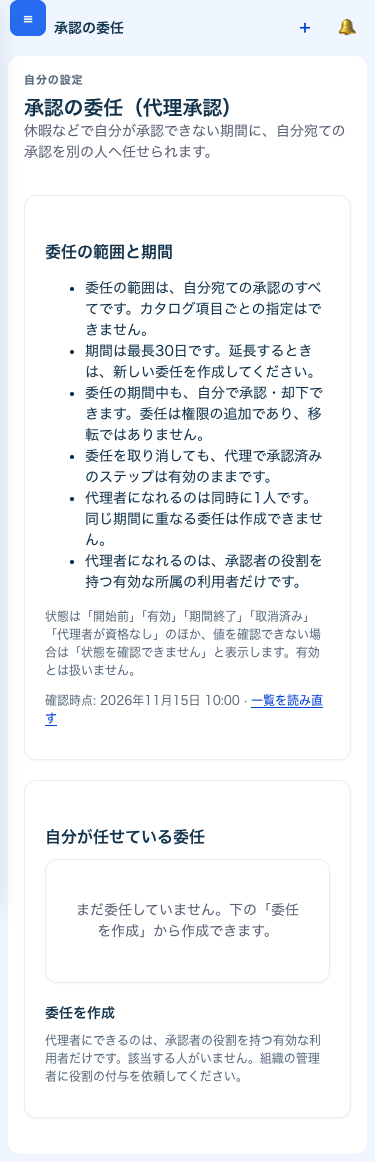 承認の委任
自分の設定
承認の委任（代理承認）
休暇などで自分が承認できない期間に、自分宛ての
承認を別の人へ任せられます。
委任の範囲と期間
• 委任の範囲は、自分宛ての承認のすべ
てです。カタログ項目ごとの指定はで
きません。
• 期間は最長30日です。延長するとき
は、新しい委任を作成してください。
• 委任の期間中も、自分で承認・却下で
きます。委任は権限の追加であり、移
転ではありません。
• 委任を取り消しても、代理で承認済み
のステップは有効のままです。
• 代理者になれるのは同時に1人です。
同じ期間に重なる委任は作成できませ
ん。
• 代理者になれるのは、承認者の役割を
持つ有効な所属の利用者だけです。
状態は「開始前」「有効」「期間終了」「取消済み」
「代理者が資格なし」のほか、値を確認できない場
合は「状態を確認できません」と表示します。有効
とは扱いません。
確認時点: 2026年11月15日 10:00 · 一覧を読み直
す
自分が任せている委任
まだ委任していません。下の「委任
を作成」から作成できます。
委任を作成
代理者にできるのは、承認者の役割を持つ有効な利
用者だけです。該当する人がいません。組織の管理
者に役割の付与を依頼してください。